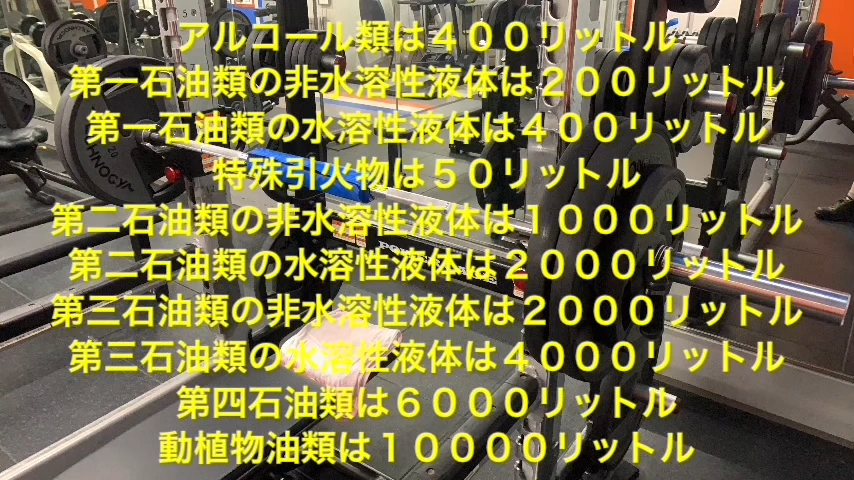 アルコール類は４００リットル
第一石油類の非水溶性液体は２００リットル
第一石油類の水溶性液体は４００リットル
特殊引火物は５０リットル
第二石油類の非水溶性液体は１０００リットル
第二石油類の水溶性液体は２０００リットル
第三石油類の非水溶性液体は２０００リットル
第三石油類の水溶性液体は４０００リットル
第四石油類は６０００リットル
動植物油類は１００００リットル